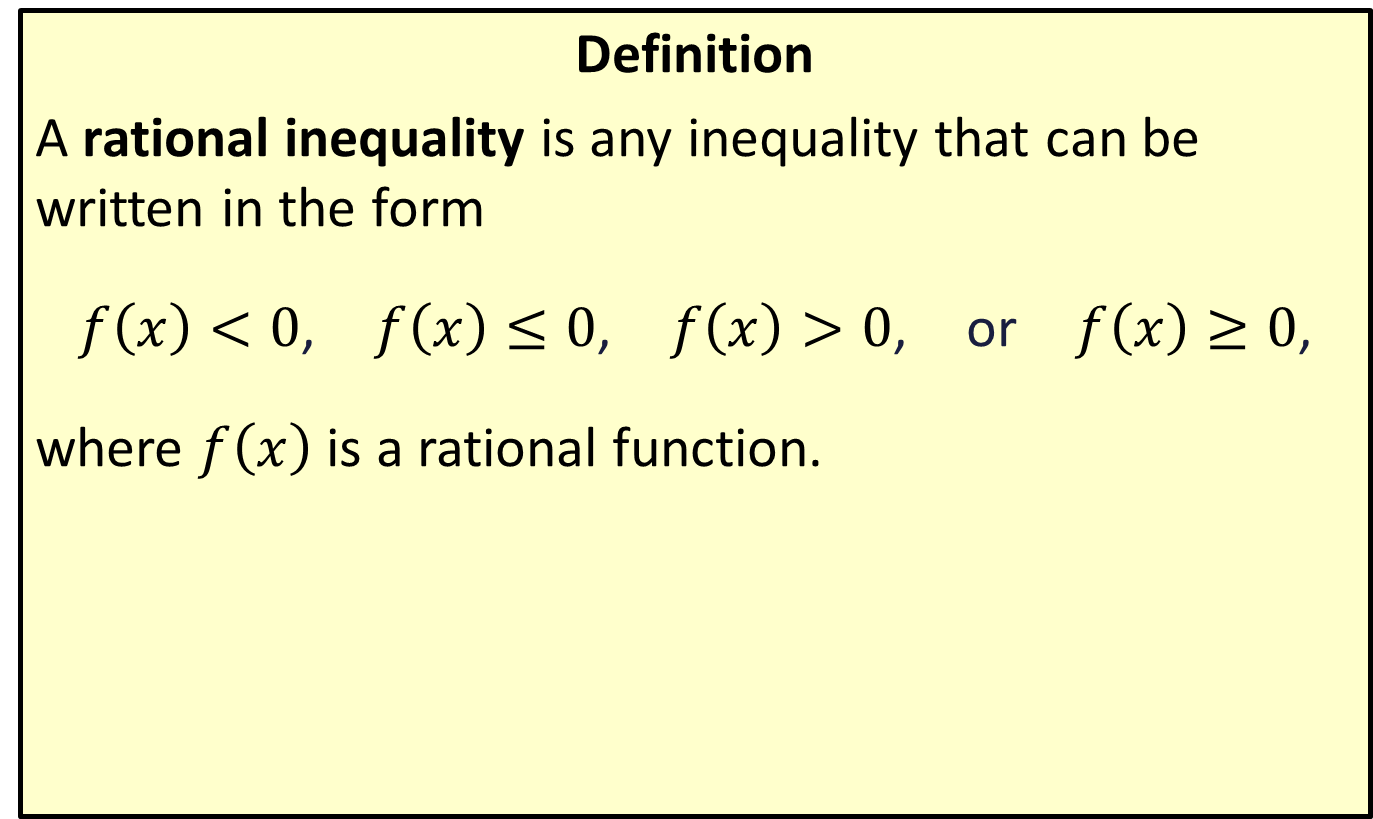 Definition
A rational inequality is any inequality that can be
written in the form
f(x) < 0, f(x) ≤ 0, f(x) > 0, or f(x) ≥ 0,
where f(x) is a rational function.